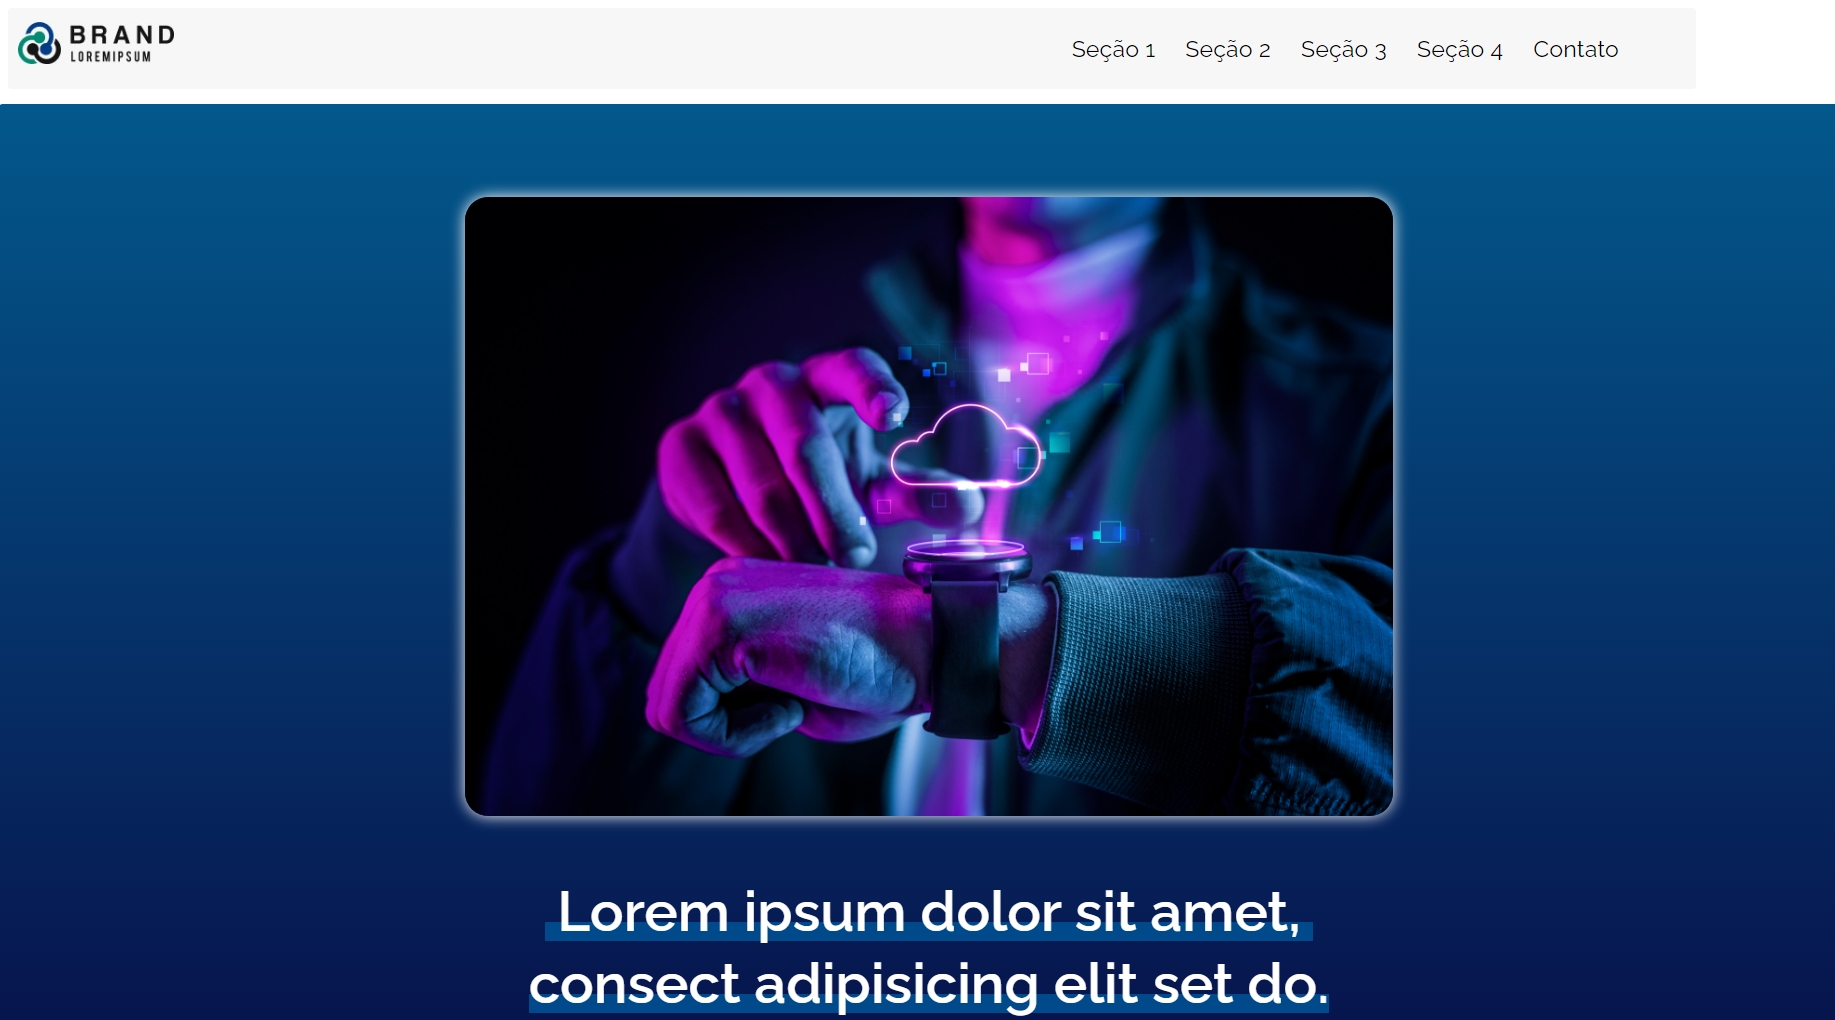 BRAND
LOREMIPSUM
Seção 1 Seção 2 Seção 3 Seção 4 Contato
Lorem ipsum dolor sit amet,
consect adipisicing elit set do.